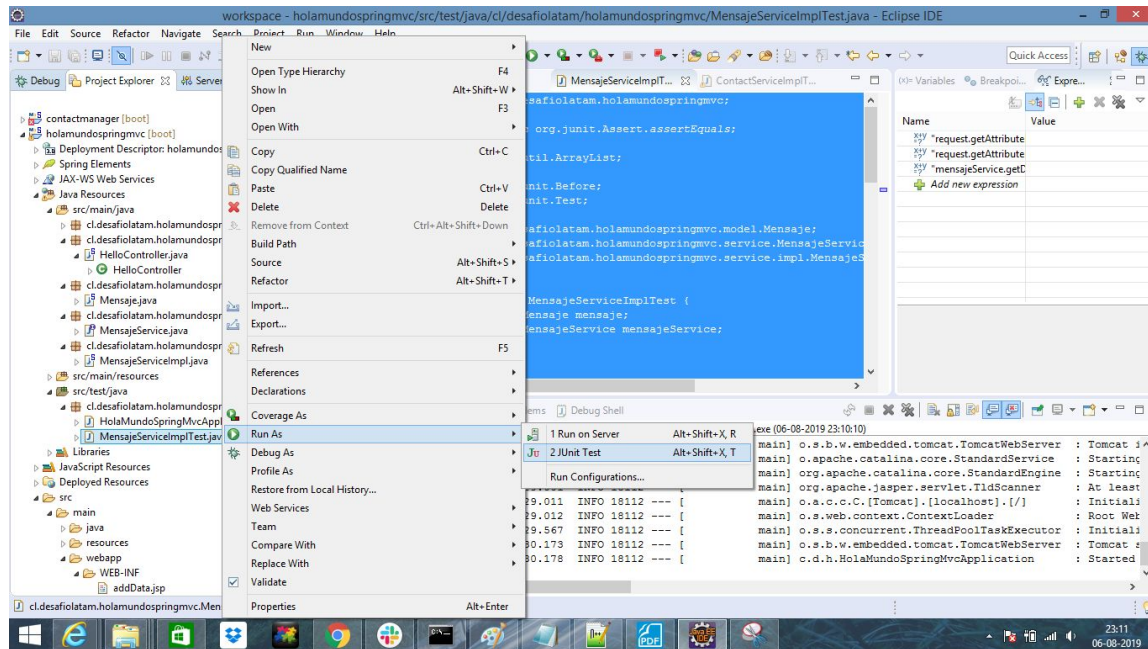 workspace - holamundospringmvc/src/test/java/cl/desafiolatam/holamundospringmvc/MensajeServiceImplTest.java - Eclipse IDE
File Edit Source Refactor Navigate Search Project Run Window Help
Quick Access
Debug Project Explorer Server
MensajeServiceImplT... ContactServiceImplT...
Variables Breakpoi... Expre...
contactmanager [boot]
holamundospringmvc [boot]
Deployment Descriptor: holamundos
Spring Elements
JAX-WS Web Services
Java Resources
src/main/java
cl.desafiolatam.holamundospr
cl.desafiolatam.holamundospr
HelloController.java
HelloController
cl.desafiolatam.holamundospr
Mensaje.java
cl.desafiolatam.holamundospr
MensajeService.java
cl.desafiolatam.holamundospr
MensajeServiceImpl.java
src/main/resources
src/test/java
cl.desafiolatam.holamundospr
HolaMundoSpringMvcAppl
MensajeServiceImplTest.jav
Libraries
JavaScript Resources
Deployed Resources
src
main
java
resources
webapp
WEB-INF
addData.jsp
cl.desafiolatam.holamundospringmvc.Men
New
Open Type Hierarchy F4
Show In Alt+Shift+W
Open F3
Open With
Copy Ctrl+C
Copy Qualified Name
Paste Ctrl+V
Delete Delete
Remove from Context Ctrl+Alt+Shift+Down
Build Path
Source Alt+Shift+S
Refactor Alt+Shift+T
Import...
Export...
Refresh F5
References
Declarations
Coverage As
Run As
Debug As
Profile As
Restore from Local History...
Web Services
Team
Compare With
Replace With
Validate
Properties Alt+Enter
1 Run on Server Alt+Shift+X, R
2 JUnit Test Alt+Shift+X, T
Run Configurations...
esafiolatam.holamundospringmvc;
org.junit.Assert.assertEquals;
til.ArrayList;
nit.Before;
nit.Test;
afiolatam.holamundospringmvc.model.Mensaje;
afiolatam.holamundospringmvc.service.MensajeServic
afiolatam.holamundospringmvc.service.impl.MensajeS
MensajeServiceImplTest {
ensaje mensaje;
ensajeService mensajeService;
Name Value
"request.getAttribute
"request.getAttribute
"mensajeService.getD
Add new expression
ems Debug Shell
.exe (06-08-2019 23:10:10)
main] o.s.b.w.embedded.tomcat.TomcatWebServer : Tomcat i
main] o.apache.catalina.core.StandardService : Starting
main] org.apache.catalina.core.StandardEngine : Starting
main] org.apache.jasper.servlet.TldScanner : At least
29.011 INFO 18112 --- [ main] o.a.c.c.C.[Tomcat].[localhost].[/] : Initiali
29.012 INFO 18112 --- [ main] o.s.web.context.ContextLoader : Root Web
29.567 INFO 18112 --- [ main] o.s.s.concurrent.ThreadPoolTaskExecutor : Initiali
30.173 INFO 18112 --- [ main] o.s.b.w.embedded.tomcat.TomcatWebServer : Tomcat s
30.178 INFO 18112 --- [ main] c.d.h.HolaMundoSpringMvcApplication : Started
23:11
06-08-2019